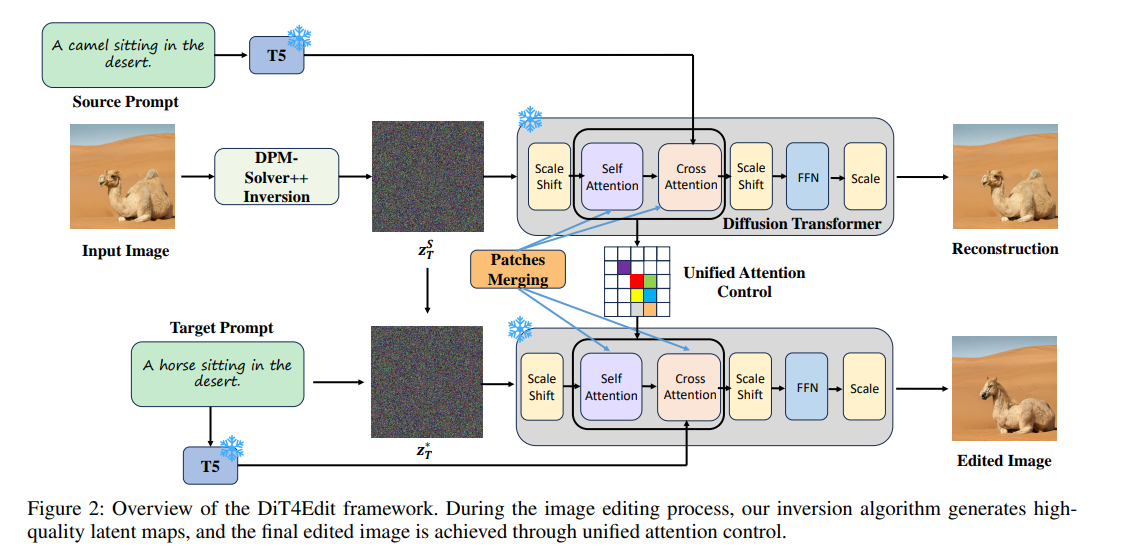 A camel sitting in the
desert.
T5
Source Prompt
DPM-
Solver++
Inversion
Input Image
z_T^S
Scale
Shift
Self
Attention
Cross
Attention
Scale
Shift
FFN
Scale
Diffusion Transformer
Reconstruction
Patches
Merging
Unified Attention
Control
Target Prompt
A horse sitting in the
desert.
T5
z_T^*
Scale
Shift
Self
Attention
Cross
Attention
Scale
Shift
FFN
Scale
Edited Image
Figure 2: Overview of the DiT4Edit framework. During the image editing process, our inversion algorithm generates high-
quality latent maps, and the final edited image is achieved through unified attention control.